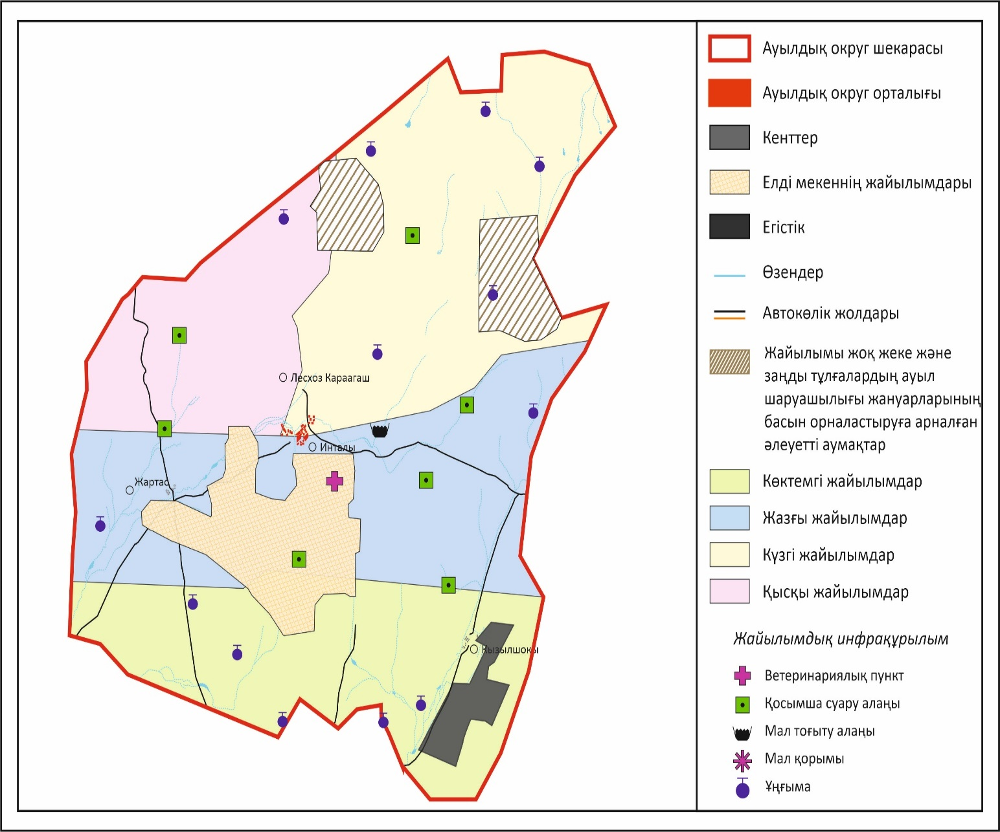 Лесхоз Караагаш
Инталы
Жартас
Кызылшокы
Ауылдық округ шекарасы
Ауылдық округ орталығы
Кенттер
Елді мекеннің жайылымдары
Егістік
Өзендер
Автокөлік жолдары
Жайылымы жоқ жеке және
заңды тұлғалардың ауыл
шаруашылығы жануарларының
басын орналастыруға арналған
әлеуетті аумақтар
Көктемгі жайылымдар
Жазғы жайылымдар
Күзгі жайылымдар
Қысқы жайылымдар
Жайылымдық инфрақұрылым
Ветеринариялық пункт
Қосымша суару алаңы
Мал тоғыту алаңы
Мал қорымы
Ұңғыма